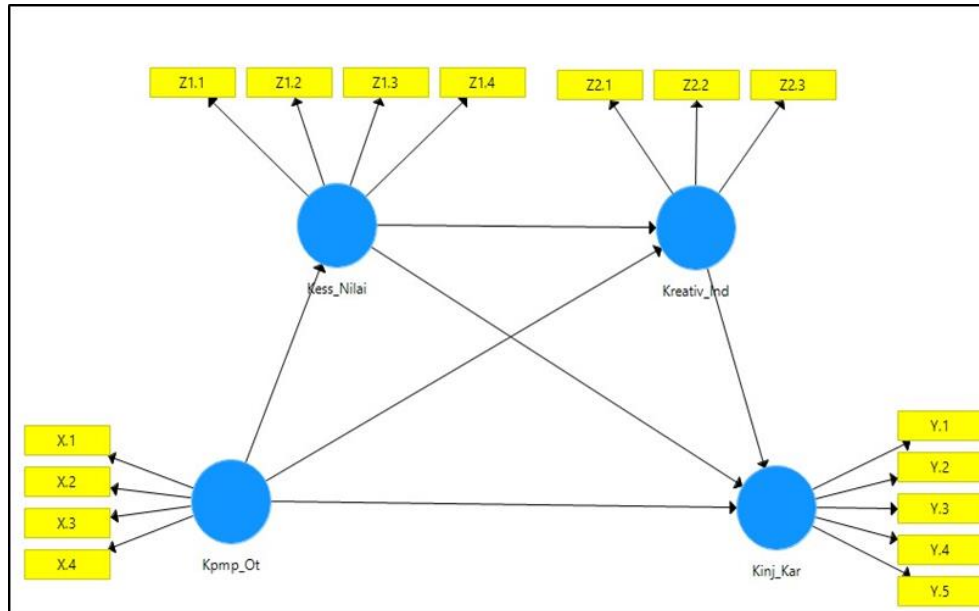 Z1.1
Z1.2
Z1.3
Z1.4
Z2.1
Z2.2
Z2.3
Kess_Nilai
Kreativ_Ind
X.1
X.2
X.3
X.4
Kpmp_Ot
Kinj_Kar
Y.1
Y.2
Y.3
Y.4
Y.5